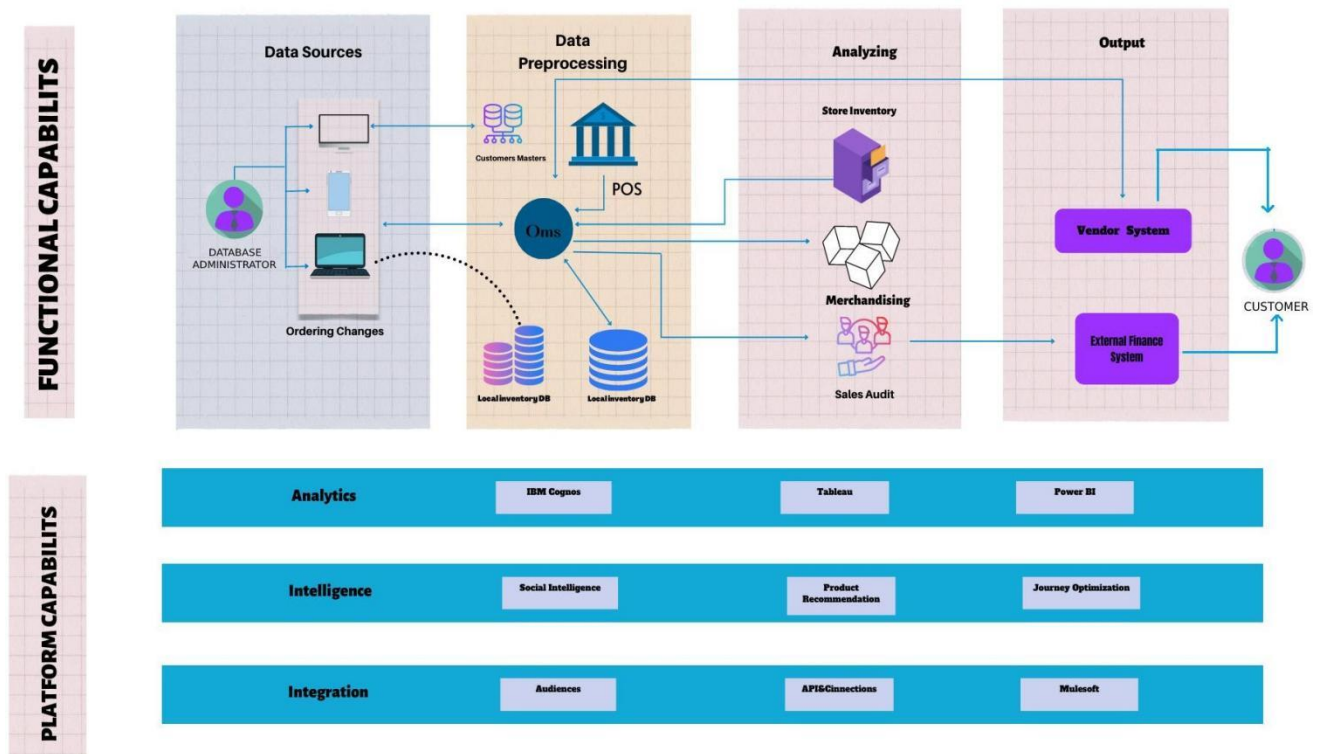 FUNCTIONAL CAPABILITS
Data Sources
DATABASE
ADMINISTRATOR
Ordering Changes
Data
Preprocessing
Customers Masters
POS
Oms
Local inventory DB
Local inventory DB
Analyzing
Store Inventory
Merchandising
Sales Audit
Output
Vendor System
External Finance
System
CUSTOMER
PLATFORM CAPABILITS
Analytics
IBM Cognos
Tableau
Power BI
Intelligence
Social Intelligence
Product
Recommendation
Journey Optimization
Integration
Audiences
API&Cinnections
Mulesoft